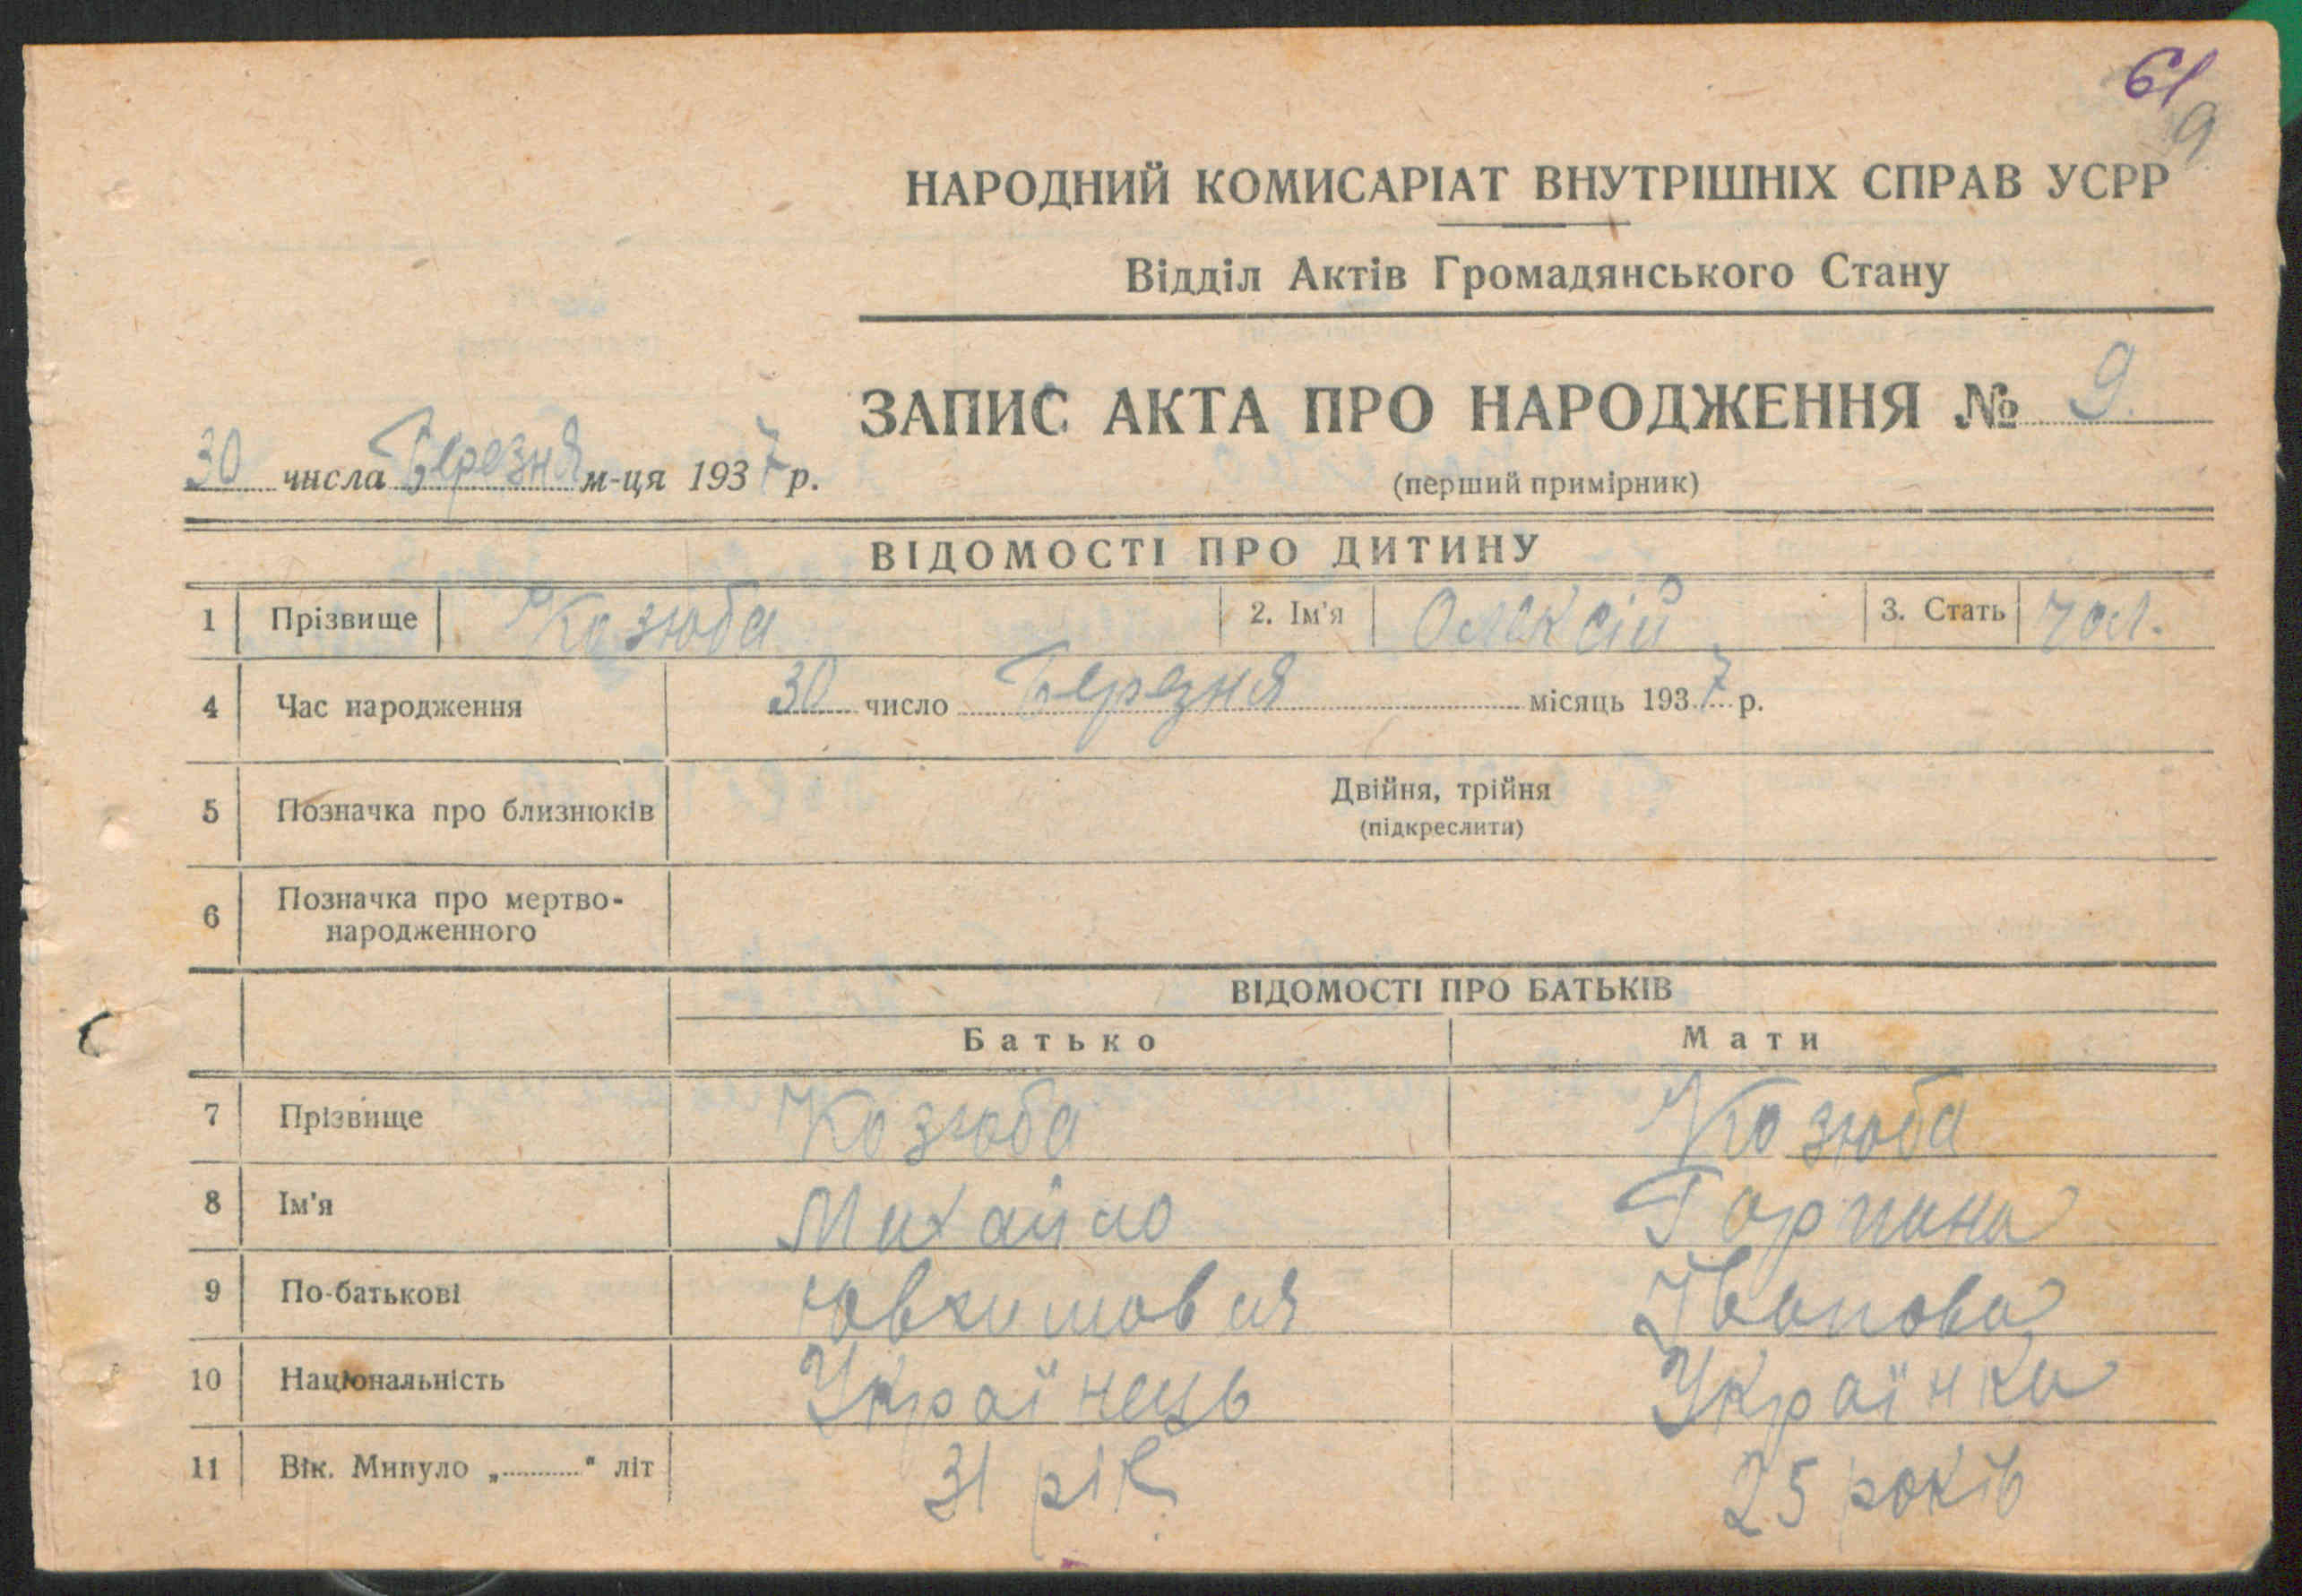 61
9
НАРОДНИЙ КОМИСАРІАТ ВНУТРІШНІХ СПРАВ УСРР
Відділ Актів Громадянського Стану
ЗАПИС АКТА ПРО НАРОДЖЕННЯ № 9.
30 числа Березня м-ця 1937 р.
(перший примірник)
ВІДОМОСТІ ПРО ДИТИНУ
1 Прізвище Козюба 2. Ім'я Олексій 3. Стать чол.
4 Час народження 30 число Березня місяць 1937 р.
5 Позначка про близнюків Двійня, трійня
(підкреслити)
6 Позначка про мертво-
народженного
ВІДОМОСТІ ПРО БАТЬКІВ
Батько Мати
7 Прізвище Козюба Козюба
8 Ім'я Михайло Горпина
9 По-батькові Іванова
10 Національність Українець Українка
11 Вік. Минуло „..........“ літ 31 рік 25 років